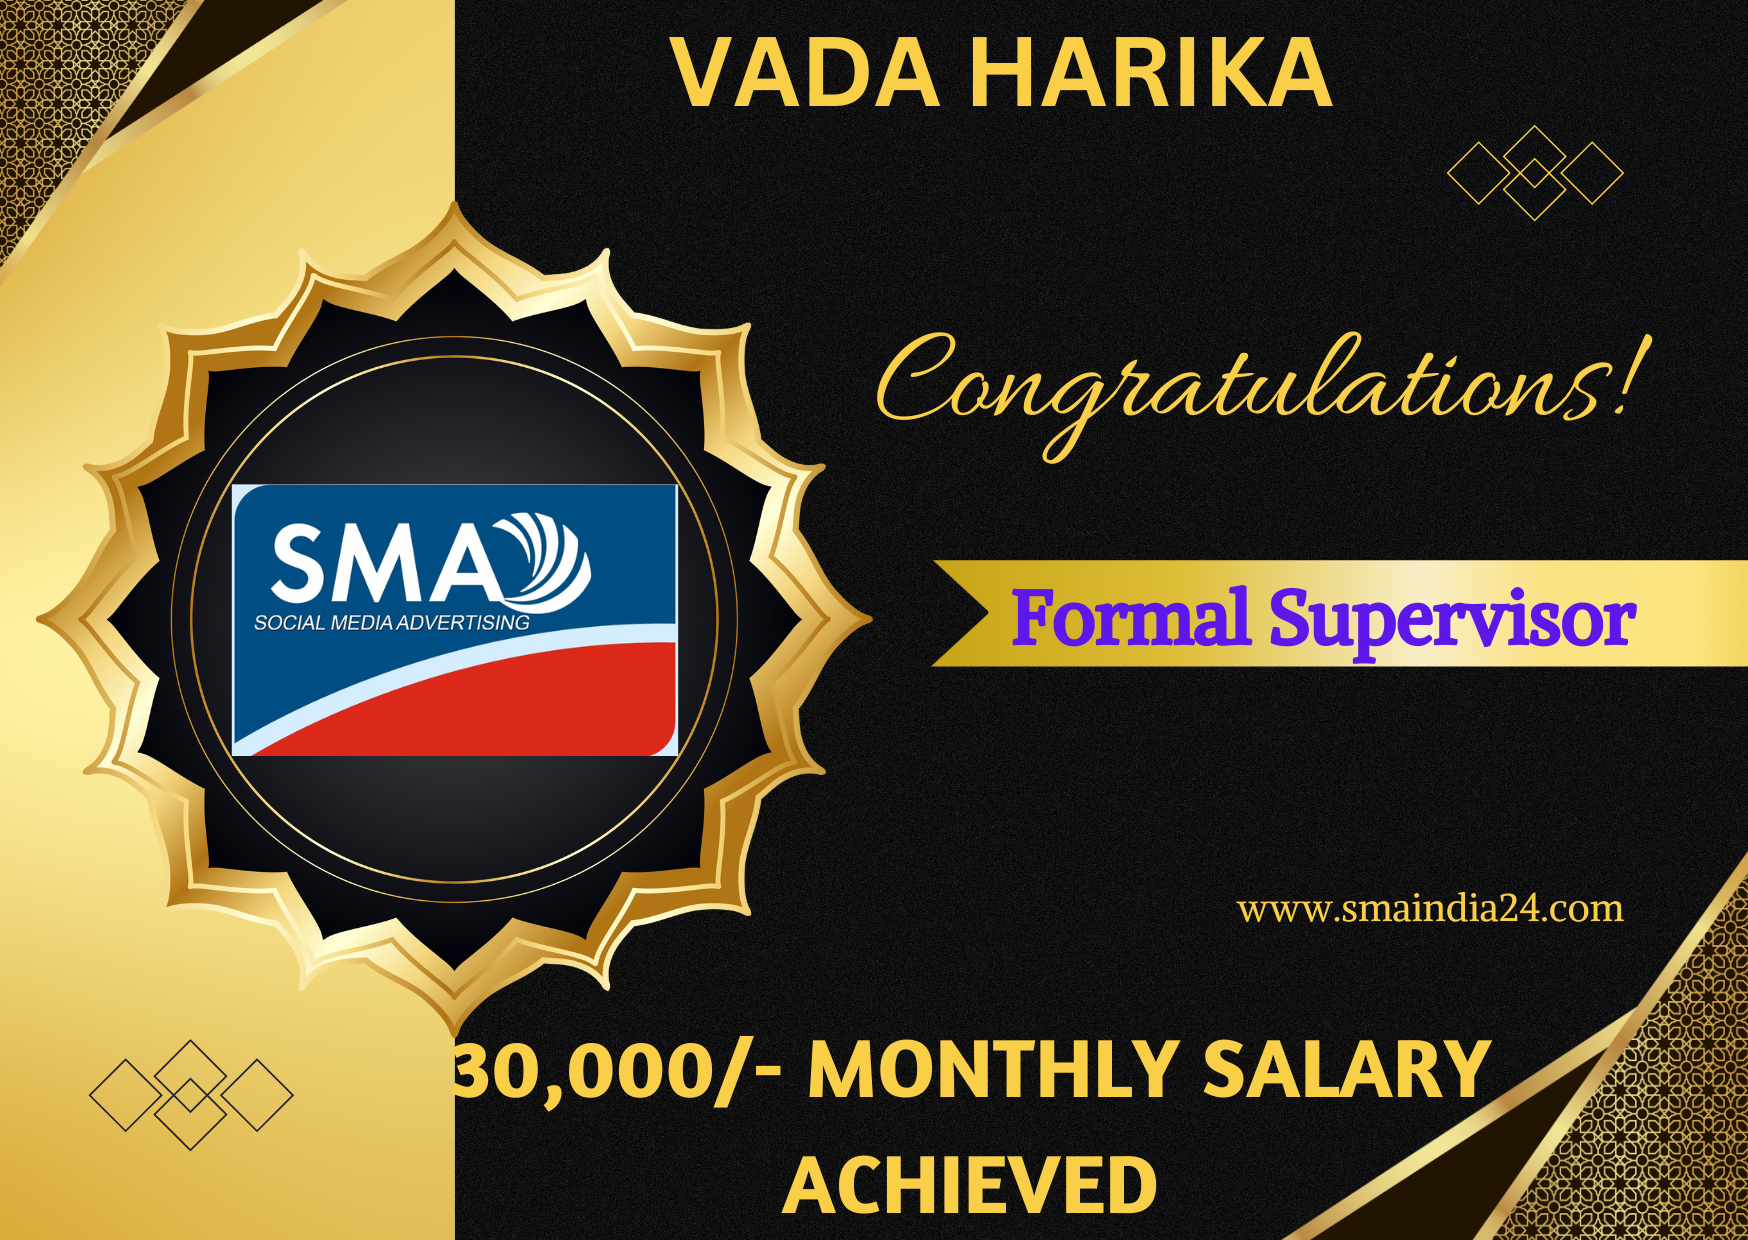 VADA HARIKA
Congratulations!
SMA
SOCIAL MEDIA ADVERTISING
Formal Supervisor
www.smaindia24.com
30,000/- MONTHLY SALARY
ACHIEVED